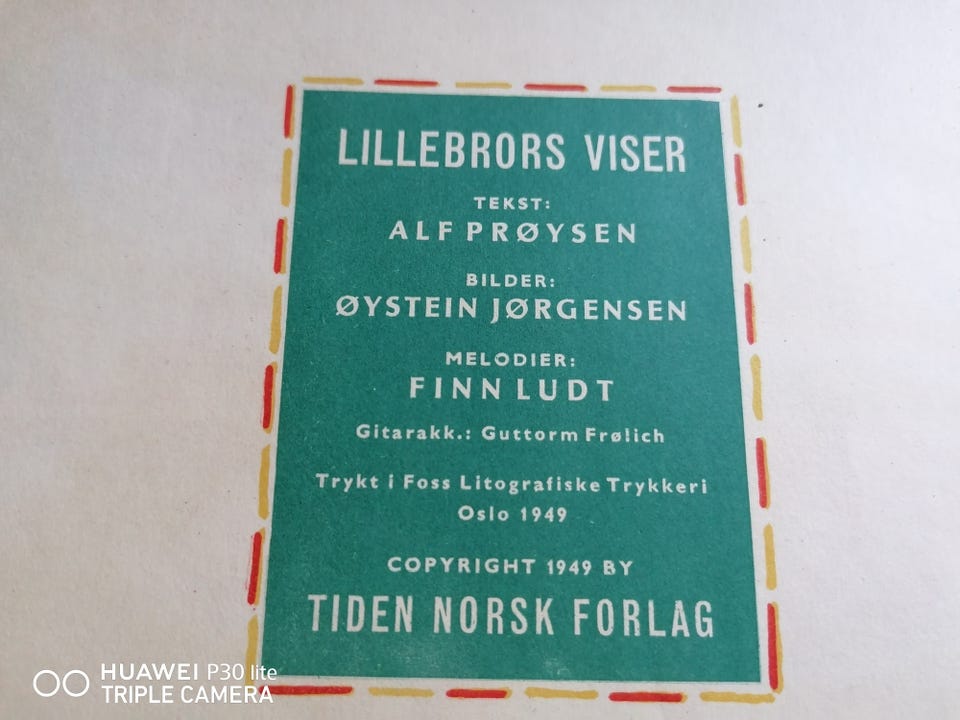 LILLEBRORS VISER
TEKST:
ALF PRØYSEN
BILDER:
ØYSTEIN JØRGENSEN
MELODIER:
FINN LUDT
Gitarakk.: Guttorm Frølich
Trykt i Foss Litografiske Trykkeri
Oslo 1949
COPYRIGHT 1949 BY
TIDEN NORSK FORLAG
HUAWEI P30 lite
TRIPLE CAMERA